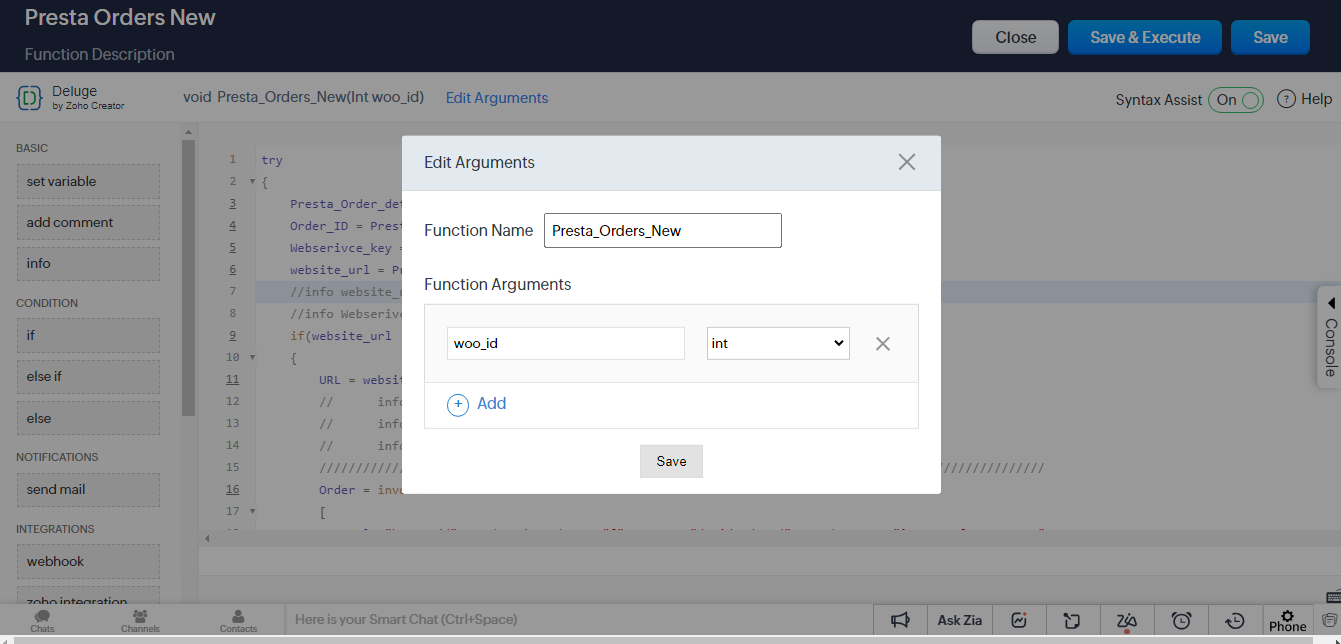 Presta Orders New
Function Description
Close
Save & Execute
Save
Deluge
by Zoho Creator
void Presta_Orders_New(Int woo_id)
Edit Arguments
Syntax Assist
On
? Help
BASIC
set variable
add comment
info
CONDITION
if
else if
else
NOTIFICATIONS
send mail
INTEGRATIONS
webhook
zoho integration
1 try
2 {
3 Presta_Order_det
4 Order_ID = Prest
5 Webserivce_key =
6 website_url = Pr
7 //info website_u
8 //info Webserivc
9 if(website_url
10 {
11 URL = websit
12 // info
13 // info
14 // info
15 /////////// //////////////
16 Order = invo
17 [
Edit Arguments
Function Name
Presta_Orders_New
Function Arguments
woo_id
int
+ Add
Save
Console
Chats
Channels
Contacts
Here is your Smart Chat (Ctrl+Space)
Ask Zia
Phone